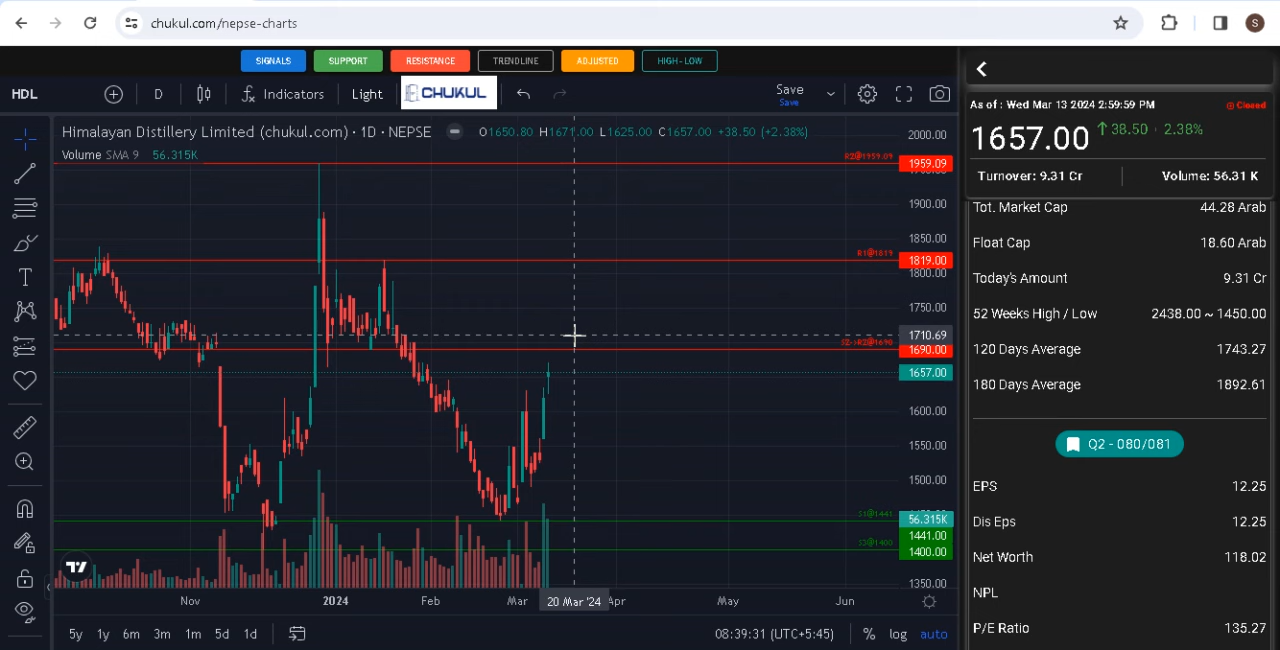 chukul.com/nepse-charts
S
SIGNALS SUPPORT RESISTANCE TRENDLINE ADJUSTED HIGH-LOW
HDL D Indicators Light CHUKUL Save
Save
Himalayan Distillery Limited (chukul.com) · 1D · NEPSE O1650.80 H1671.00 L1625.00 C1657.00 +38.50 (+2.38%)
Volume SMA 9 56.315K
2000.00
R2@1959.09 1959.09
1900.00
1850.00
R1@1819 1819.00
1800.00
1750.00
1710.69
1690.00
1657.00
1600.00
1550.00
1500.00
S1@1441 56.315K
1441.00
S3@1400 1400.00
1350.00
Nov 2024 Feb Mar 20 Mar '24 Apr May Jun
5y 1y 6m 3m 1m 5d 1d 08:39:31 (UTC+5:45) % log auto
As of : Wed Mar 13 2024 2:59:59 PM Closed
1657.00 38.50 · 2.38%
Turnover: 9.31 Cr Volume: 56.31 K
Tot. Market Cap 44.28 Arab
Float Cap 18.60 Arab
Today's Amount 9.31 Cr
52 Weeks High / Low 2438.00 ~ 1450.00
120 Days Average 1743.27
180 Days Average 1892.61
Q2 - 080/081
EPS 12.25
Dis Eps 12.25
Net Worth 118.02
NPL
P/E Ratio 135.27